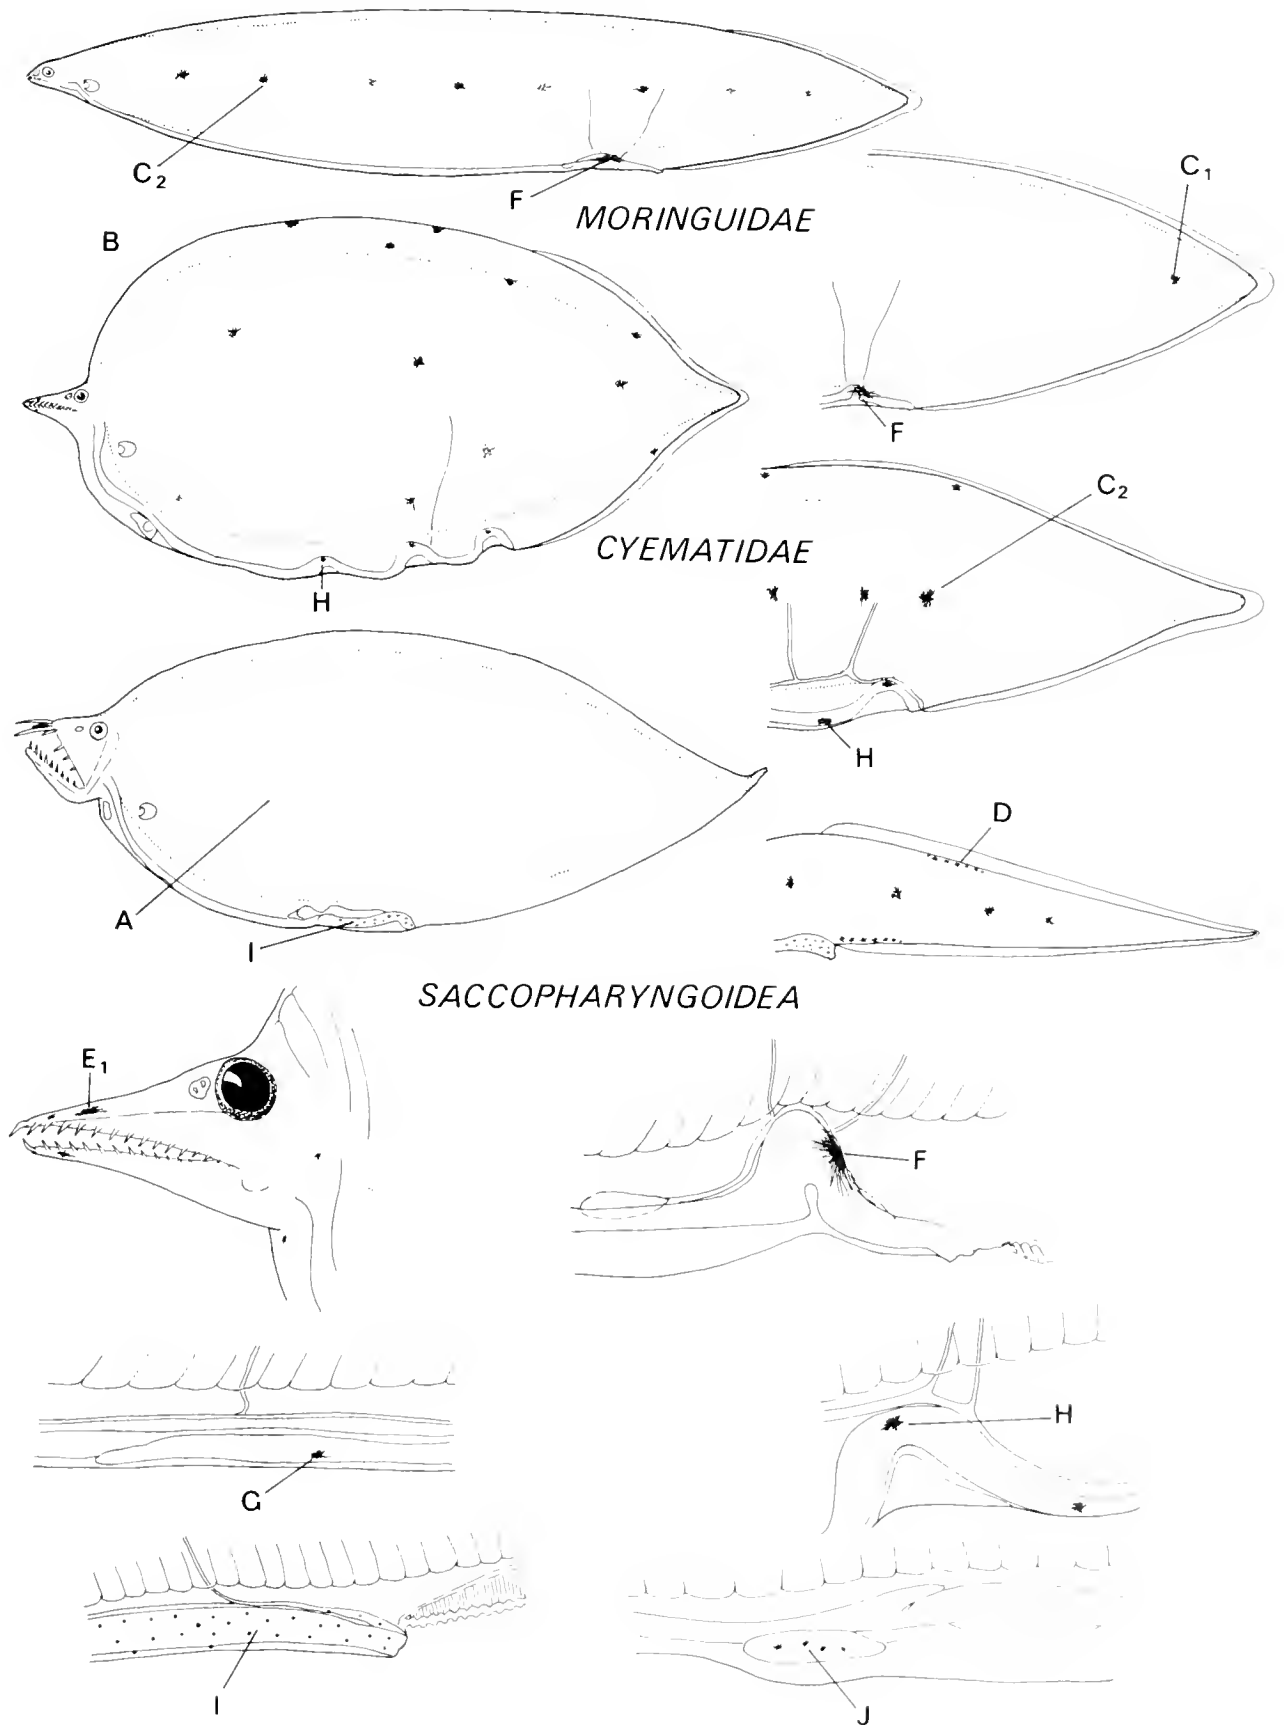 C₂
F
MORINGUIDAE
C₁
B
F
C₂
CYEMATIDAE
H
H
D
A
I
SACCOPHARYNGOIDEA
E₁
F
H
G
I
J